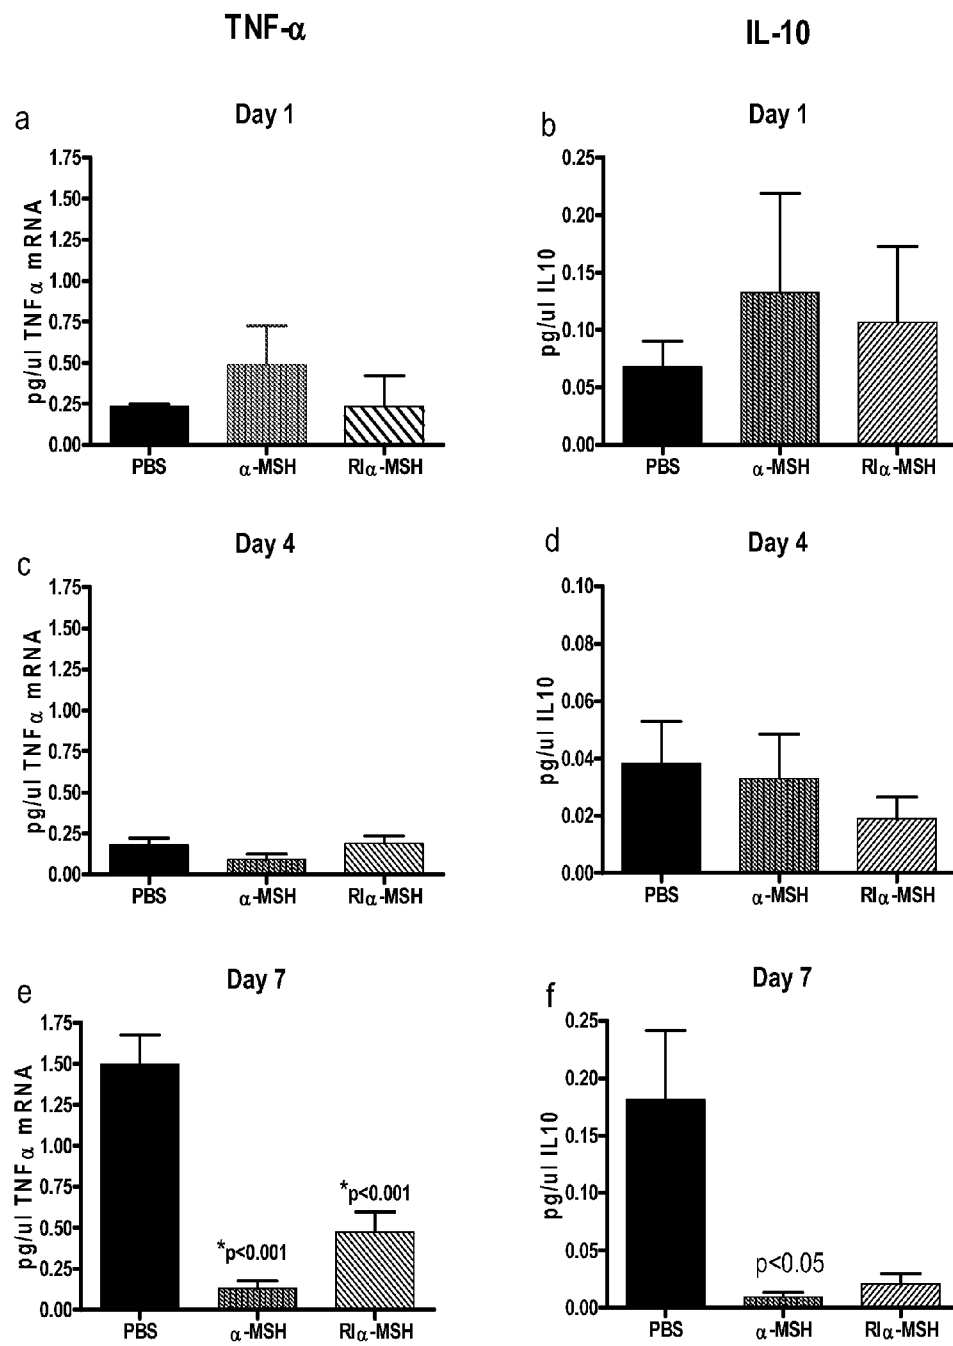 TNF-α
IL-10
a
Day 1
pg/ul TNFα mRNA
1.75
1.50
1.25
1.00
0.75
0.50
0.25
0.00
PBS
α-MSH
RIα-MSH
b
Day 1
pg/ul IL10
0.25
0.20
0.15
0.10
0.05
0.00
PBS
α-MSH
RIα-MSH
c
Day 4
pg/ul TNFα mRNA
1.75
1.50
1.25
1.00
0.75
0.50
0.25
0.00
PBS
α-MSH
RIα-MSH
d
Day 4
pg/ul IL10
0.10
0.08
0.06
0.04
0.02
0.00
PBS
α-MSH
RIα-MSH
e
Day 7
pg/ul TNFα mRNA
1.75
1.50
1.25
1.00
0.75
0.50
0.25
0.00
*p<0.001
*p<0.001
PBS
α-MSH
RIα-MSH
f
Day 7
pg/ul IL10
0.25
0.20
0.15
0.10
0.05
0.00
p<0.05
PBS
α-MSH
RIα-MSH